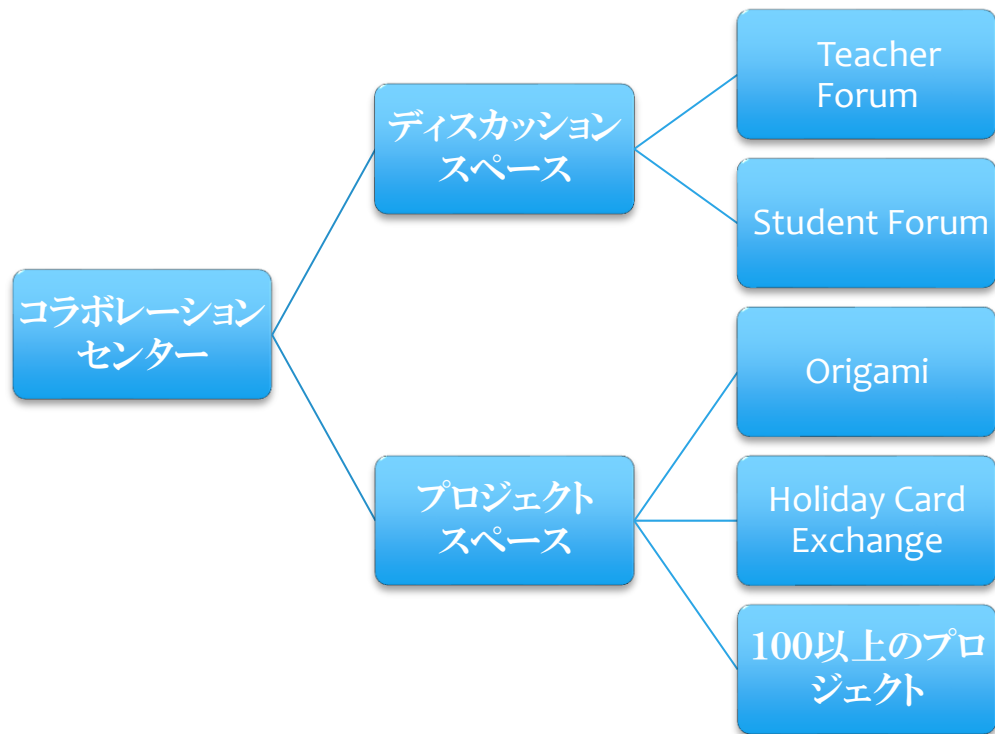 コラボレーション
センター
ディスカッション
スペース
Teacher
Forum
Student Forum
プロジェクト
スペース
Origami
Holiday Card
Exchange
100以上のプロ
ジェクト